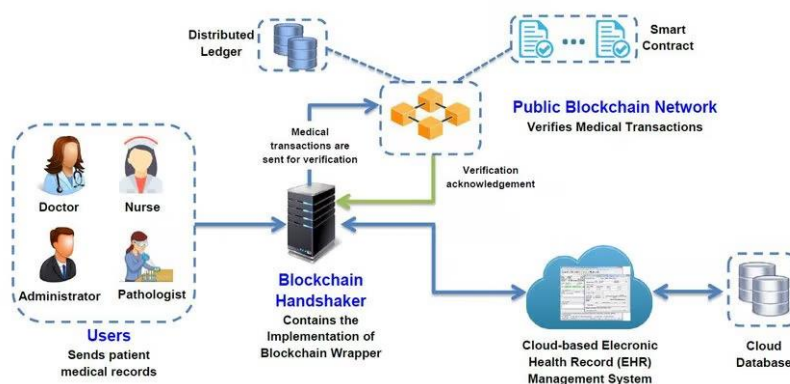 Distributed
Ledger
Smart
Contract
Public Blockchain Network
Verifies Medical Transactions
Medical
transactions are
sent for verification
Verification
acknowledgement
Doctor
Nurse
Administrator
Pathologist
Users
Sends patient
medical records
Blockchain
Handshaker
Contains the
Implementation of
Blockchain Wrapper
Cloud-based Elecronic
Health Record (EHR)
Management System
Cloud
Database